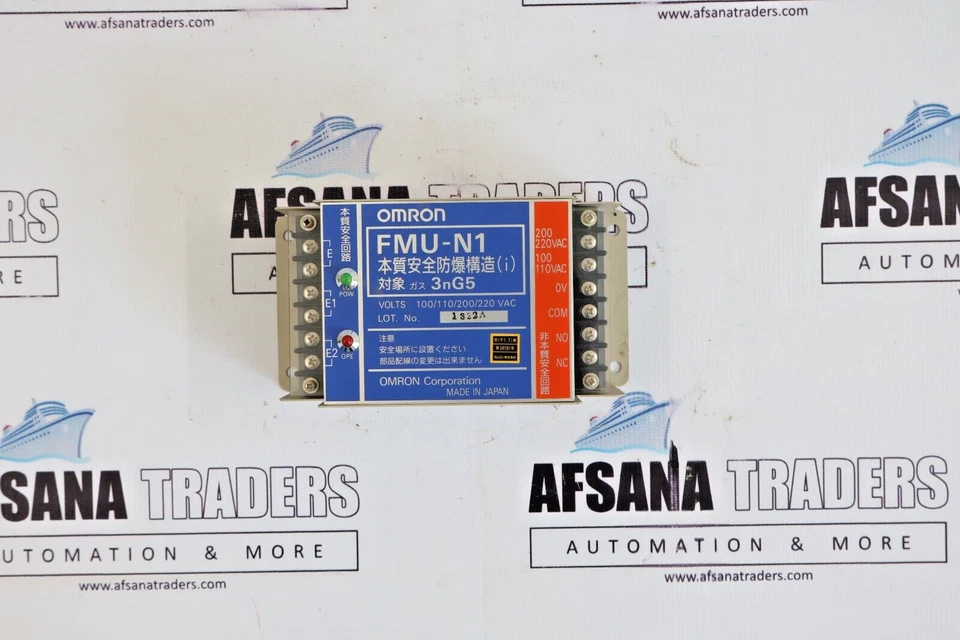 www.afsanatraders.com
www.afsanatraders.com
AFSANA TRADERS
AFSAN
RS
A
AUTOM
OMRON
FMU-N1
本質安全防爆構造(i)
対象 ガス 3nG5
VOLTS 100/110/200/220 VAC
LOT. No. 1822A
注意
安全場所に設置ください
部品配線の変更は出来ません
OMRON Corporation
MADE IN JAPAN
本質安全回路
E
POW
E1
E2
OPE
200
220VAC
100
110VAC
0V
COM
NO
NC
非本質安全回路
SANA TRADERS
UTOMATION & MORE
www.afsanatraders.com
AFSANA TRADERS
AUTOMATION & MORE
www.afsanatraders.com